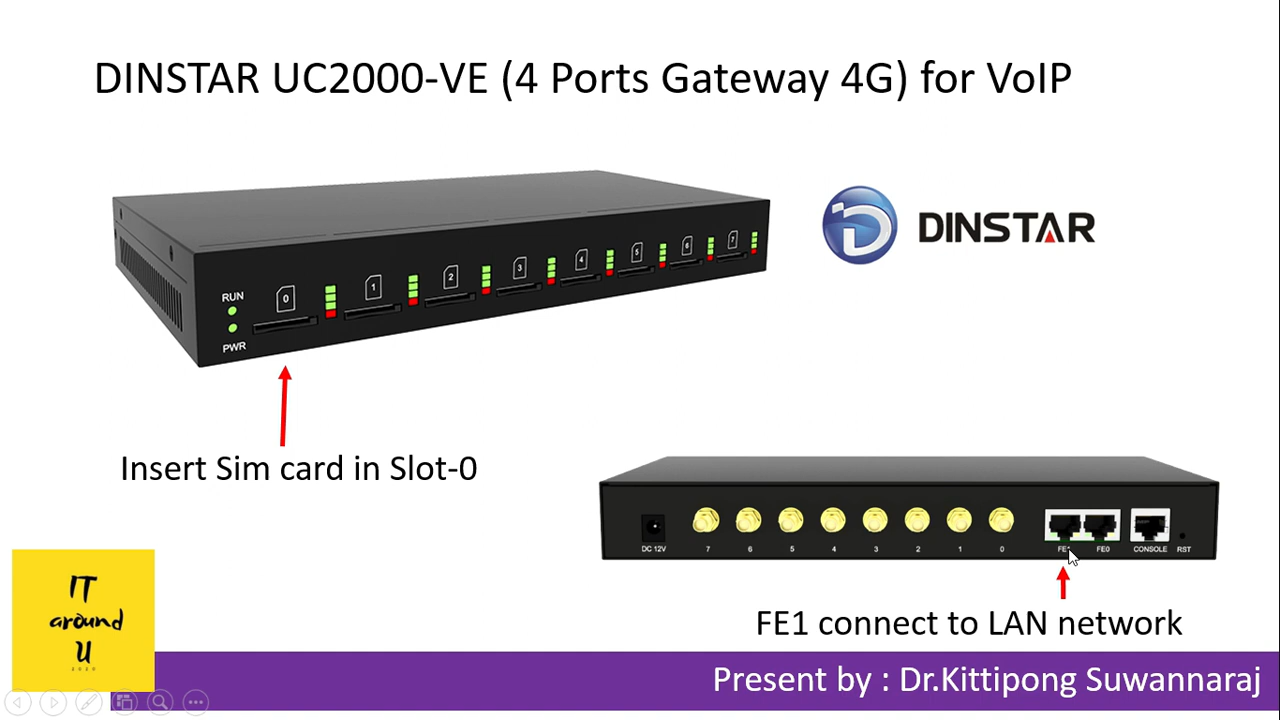 DINSTAR UC2000-VE (4 Ports Gateway 4G) for VoIP
DINSTAR
RUN
PWR
0 1 2 3 4 5 6 7
Insert Sim card in Slot-0
DC 12V 7 6 5 4 3 2 1 0 FE1 FE0 CONSOLE RST
FE1 connect to LAN network
IT
around
U
2020
Present by : Dr.Kittipong Suwannaraj